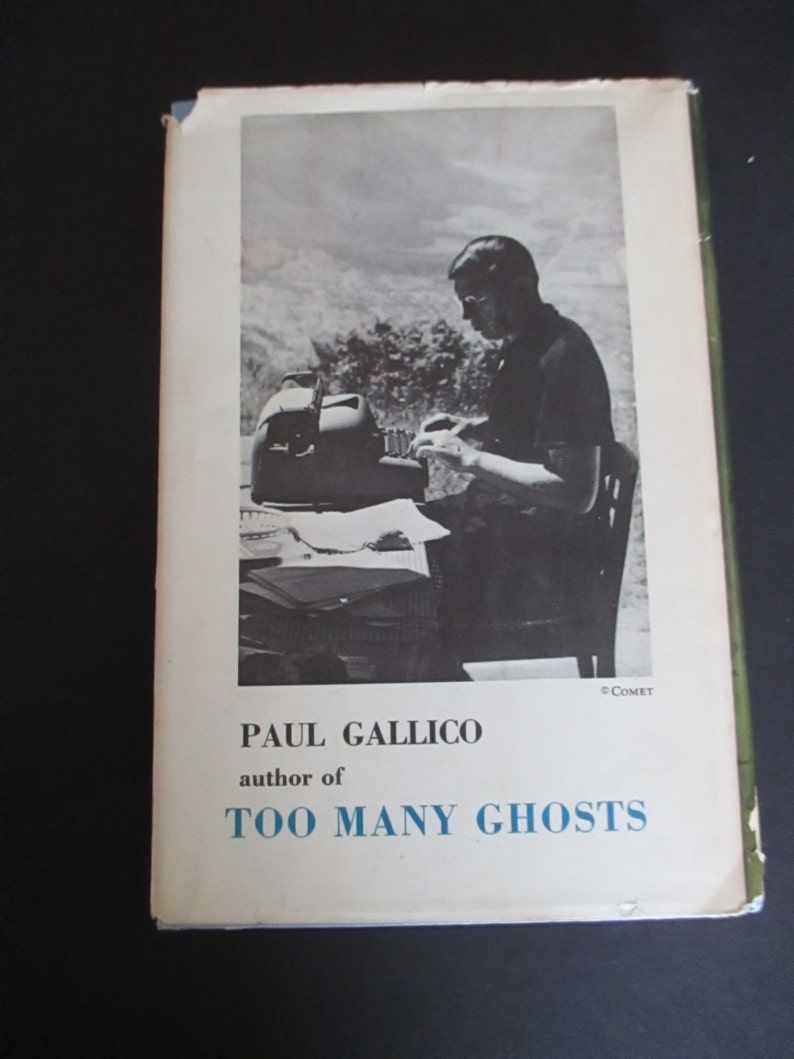 © COMET
PAUL GALLICO
author of
TOO MANY GHOSTS